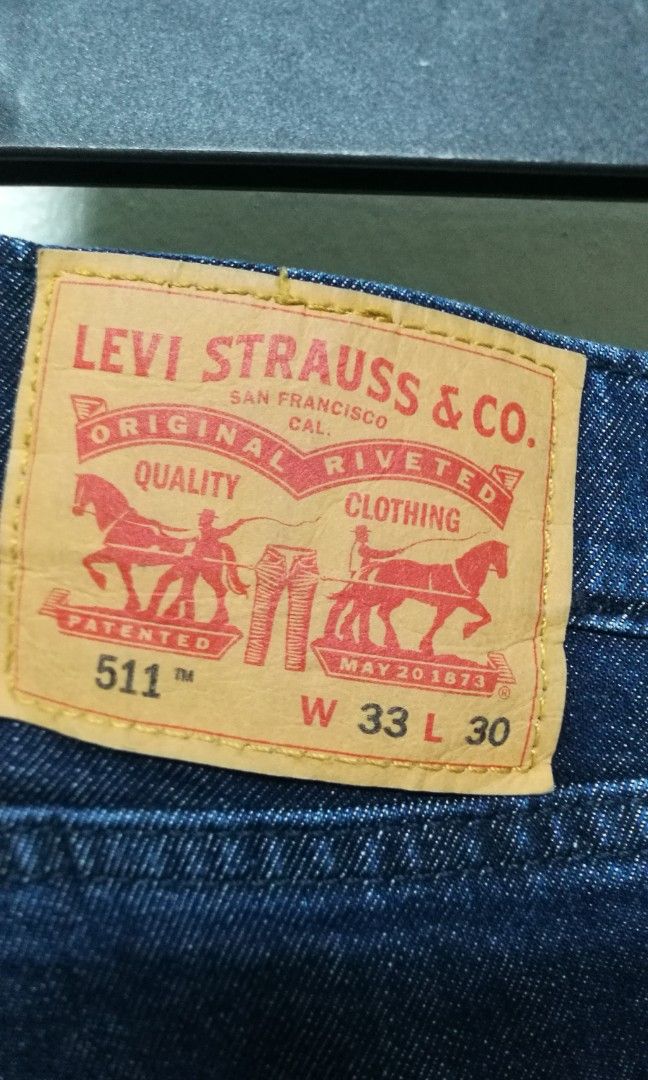 LEVI STRAUSS & CO.
SAN FRANCISCO
CAL.
ORIGINAL RIVETED
QUALITY CLOTHING
PATENTED MAY 20 1873 ®
511™ W 33 L 30